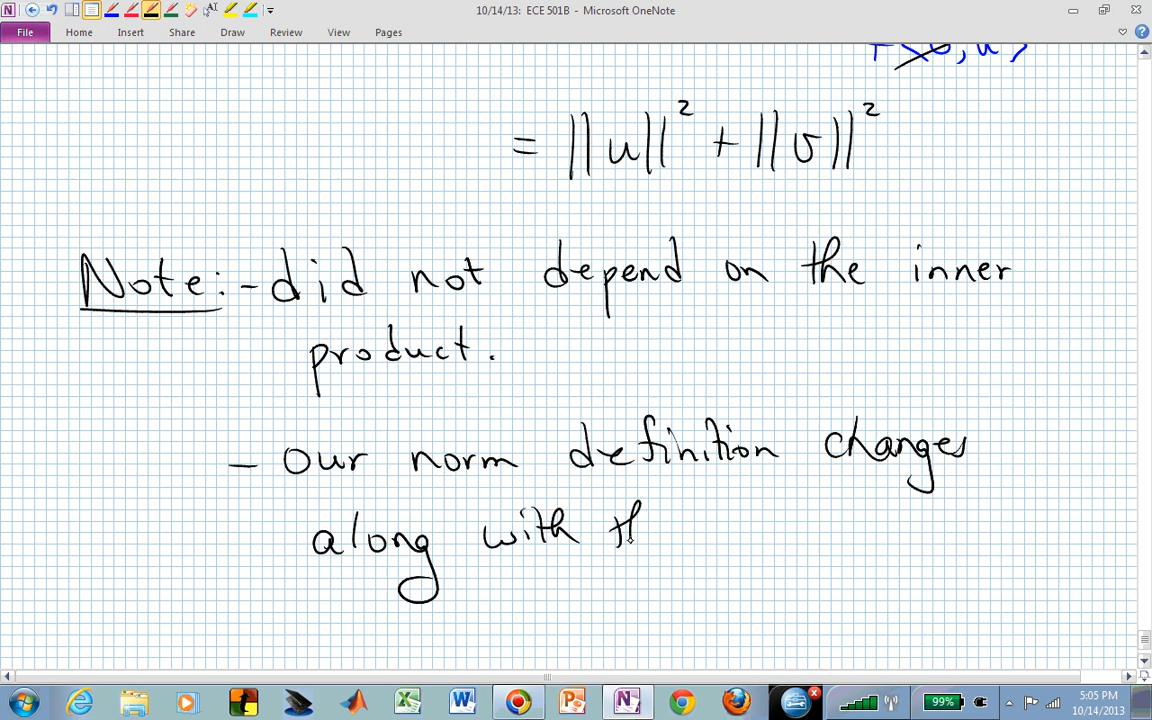 10/14/13: ECE 501B - Microsoft OneNote
File Home Insert Share Draw Review View Pages
= ||u||² + ||v||²
Note: - did not depend on the inner
product.
- our norm definition changes
along with th
99%
5:05 PM
10/14/2013